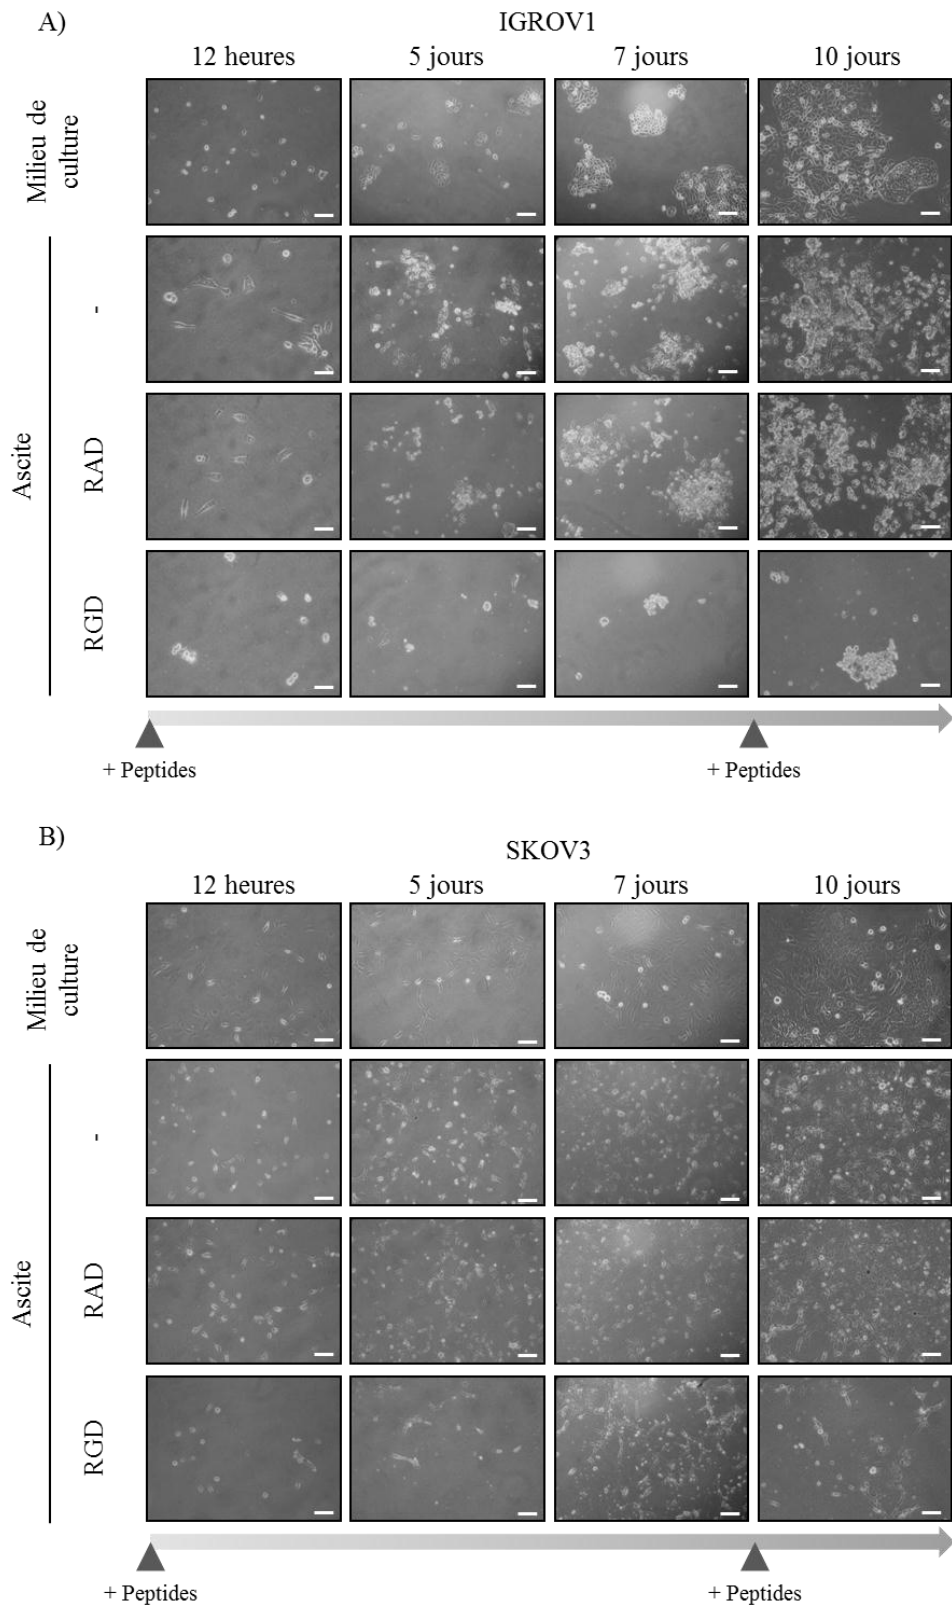 A)
IGROV1
12 heures
5 jours
7 jours
10 jours
Milieu de
culture
Ascite
-
RAD
RGD
+ Peptides
+ Peptides
B)
SKOV3
12 heures
5 jours
7 jours
10 jours
Milieu de
culture
Ascite
-
RAD
RGD
+ Peptides
+ Peptides